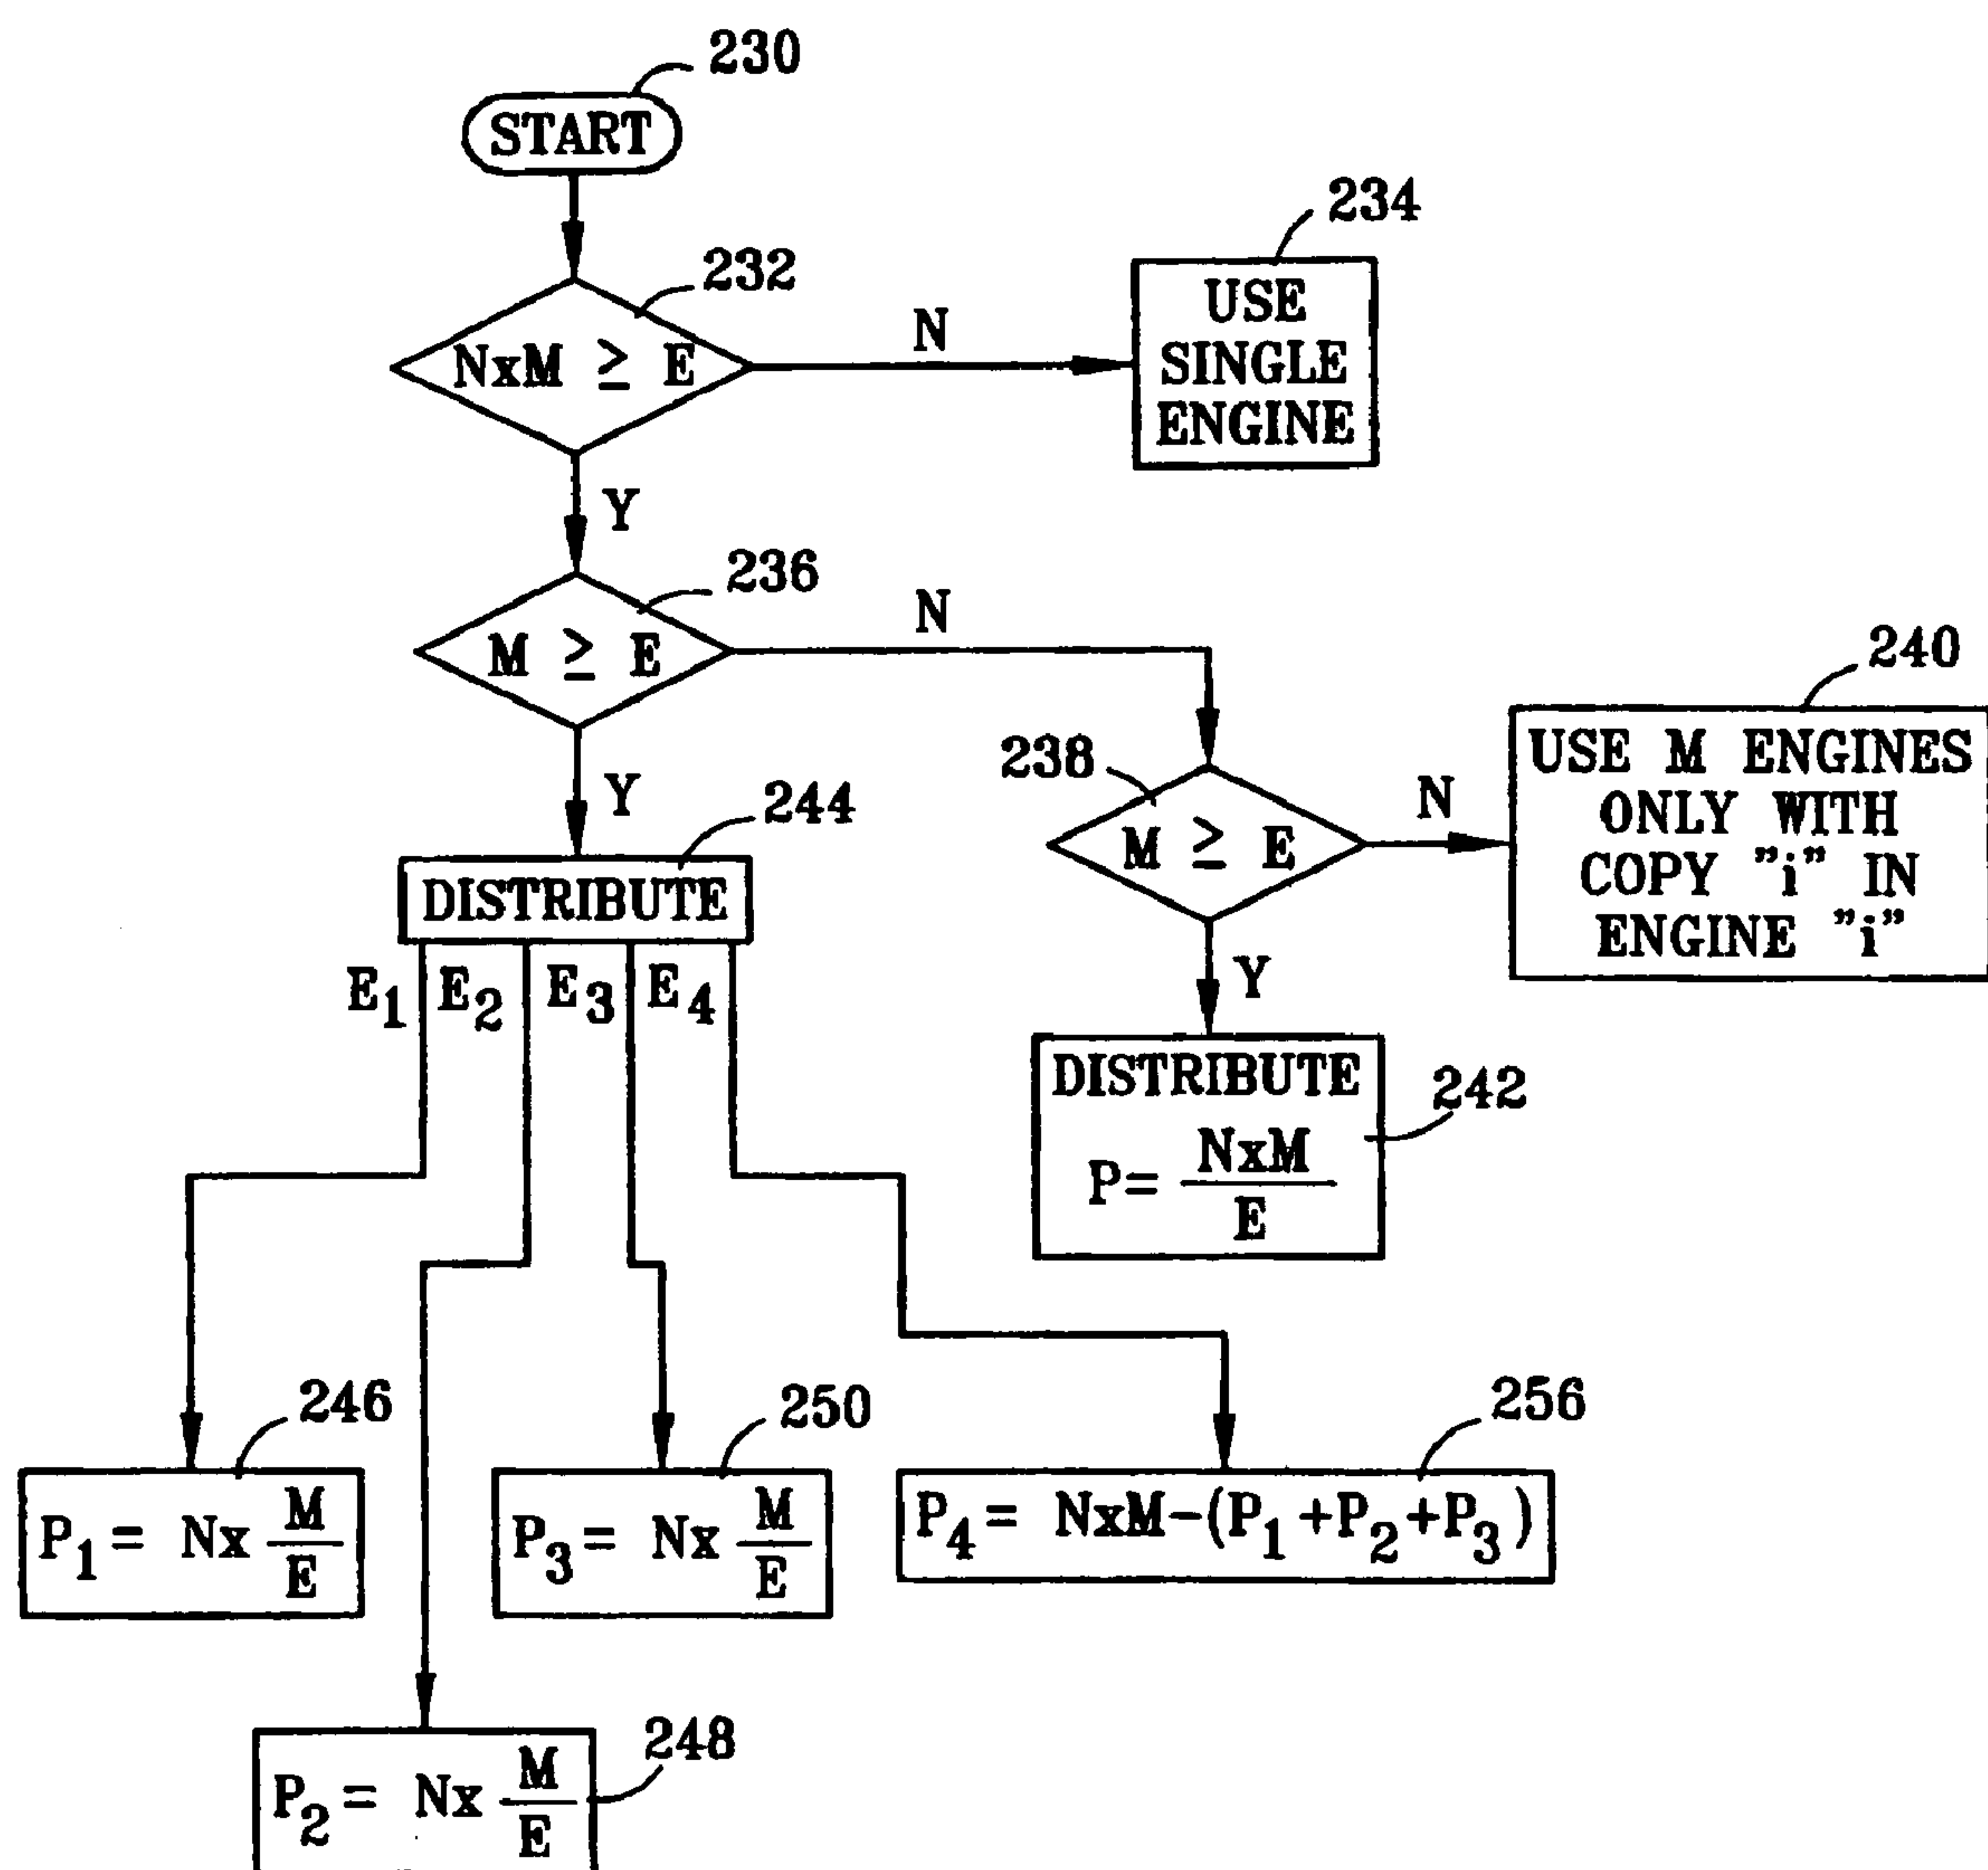 230
START
232
NxM ≥ E
N
234
USE
SINGLE
ENGINE
Y
236
M ≥ E
N
238
M ≥ E
N
240
USE M ENGINES
ONLY WITH
COPY "i" IN
ENGINE "i"
Y
244
DISTRIBUTE
E1 E2 E3 E4
Y
DISTRIBUTE
P= NxM/E
242
246
P1 = Nx M/E
250
P3 = Nx M/E
256
P4 = NxM-(P1+P2+P3)
248
P2 = Nx M/E